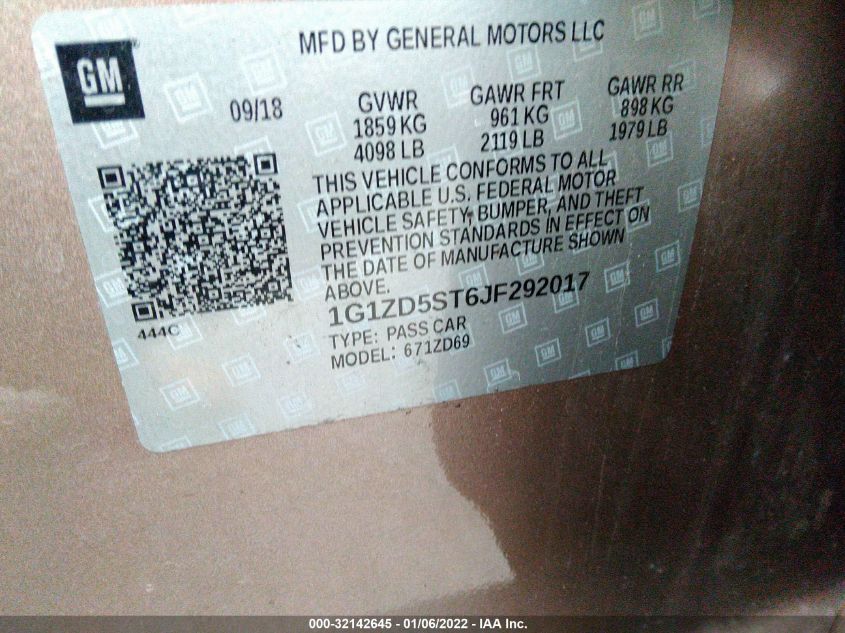 MFD BY GENERAL MOTORS LLC
GM
09/18
GVWR
1859 KG
4098 LB
GAWR FRT
961 KG
2119 LB
GAWR RR
898 KG
1979 LB
THIS VEHICLE CONFORMS TO ALL
APPLICABLE U.S. FEDERAL MOTOR
VEHICLE SAFETY, BUMPER, AND THEFT
PREVENTION STANDARDS IN EFFECT ON
THE DATE OF MANUFACTURE SHOWN
ABOVE.
444C
1G1ZD5ST6JF292017
TYPE: PASS CAR
MODEL: 671ZD69
000-32142645 - 01/06/2022 - IAA Inc.